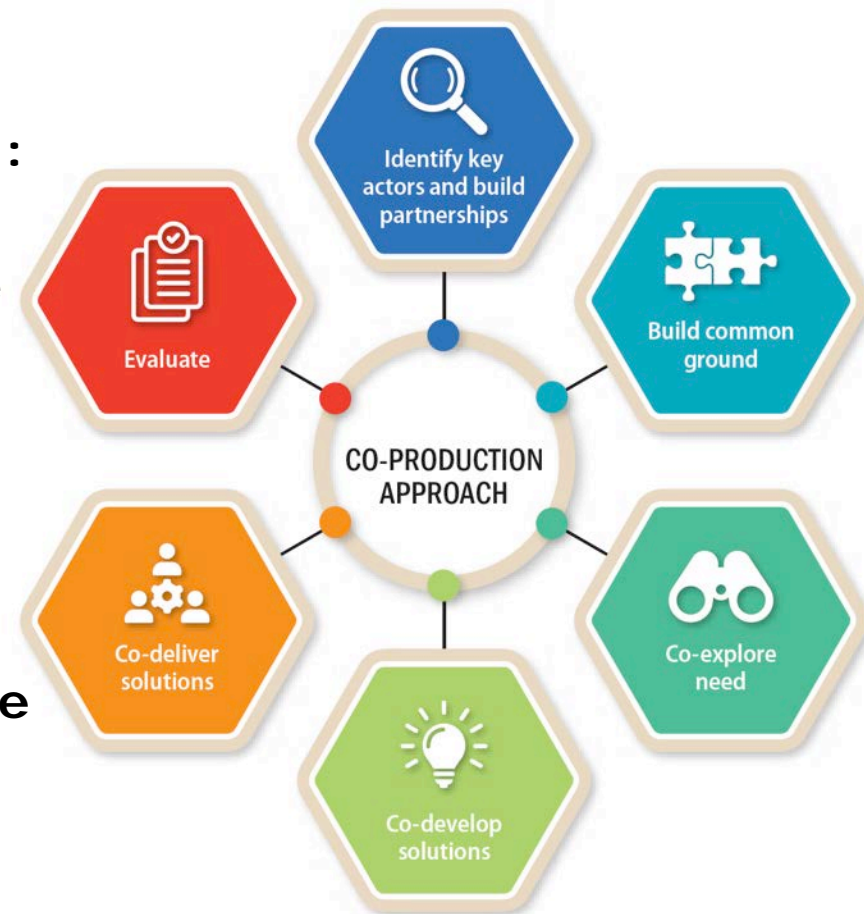 :
Identify key
actors and build
partnerships
Evaluate
Build common
ground
CO-PRODUCTION
APPROACH
Co-deliver
solutions
Co-explore
need
e
Co-develop
solutions